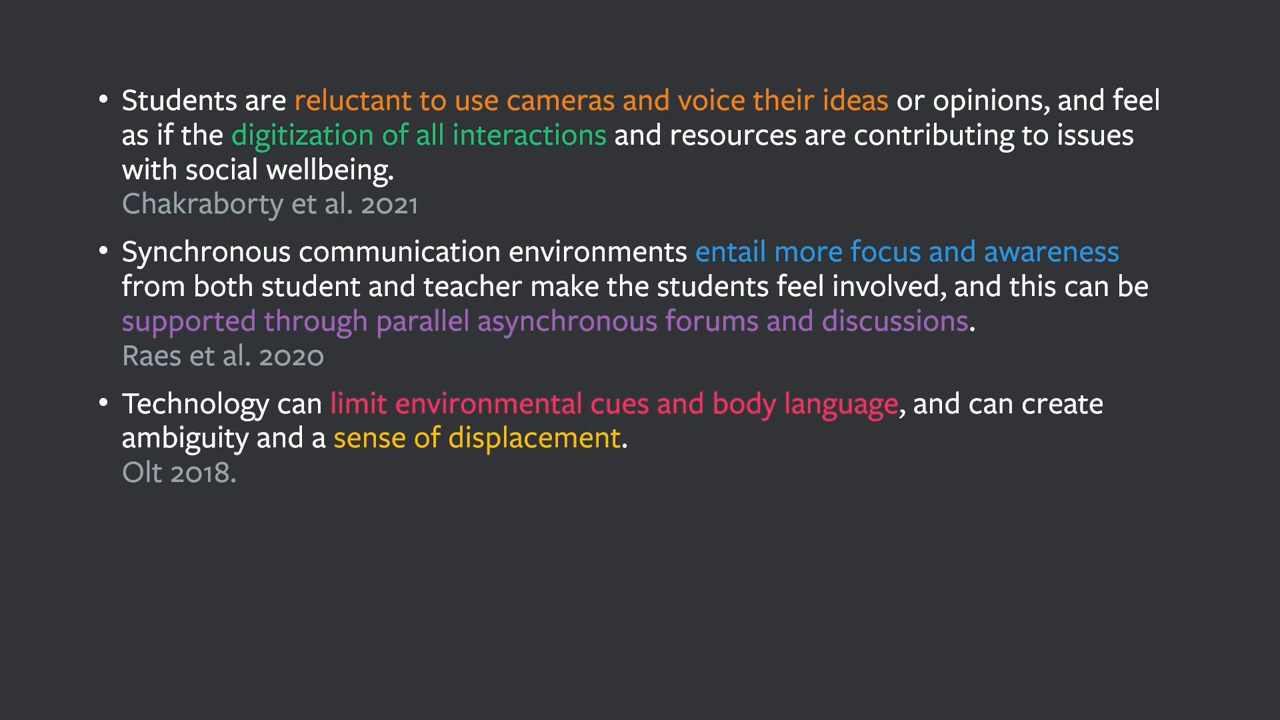 • Students are reluctant to use cameras and voice their ideas or opinions, and feel
as if the digitization of all interactions and resources are contributing to issues
with social wellbeing.
Chakraborty et al. 2021
• Synchronous communication environments entail more focus and awareness
from both student and teacher make the students feel involved, and this can be
supported through parallel asynchronous forums and discussions.
Raes et al. 2020
• Technology can limit environmental cues and body language, and can create
ambiguity and a sense of displacement.
Olt 2018.